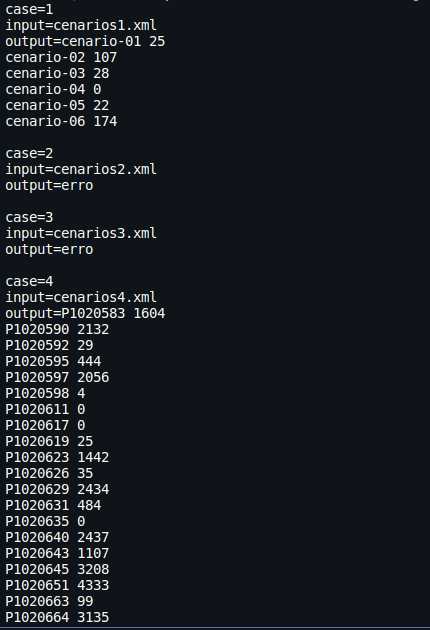 case=1
input=cenarios1.xml
output=cenario-01 25
cenario-02 107
cenario-03 28
cenario-04 0
cenario-05 22
cenario-06 174
case=2
input=cenarios2.xml
output=erro
case=3
input=cenarios3.xml
output=erro
case=4
input=cenarios4.xml
output=P1020583 1604
P1020590 2132
P1020592 29
P1020595 444
P1020597 2056
P1020598 4
P1020611 0
P1020617 0
P1020619 25
P1020623 1442
P1020626 35
P1020629 2434
P1020631 484
P1020635 0
P1020640 2437
P1020643 1107
P1020645 3208
P1020651 4333
P1020663 99
P1020664 3135